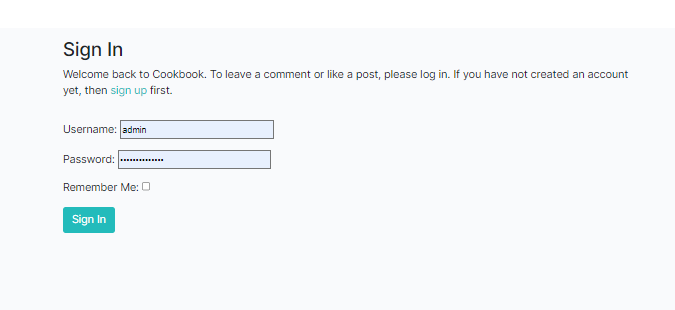 Sign In
Welcome back to Cookbook. To leave a comment or like a post, please log in. If you have not created an account
yet, then sign up first.
Username: admin
Password: •••••••••••••
Remember Me:
Sign In